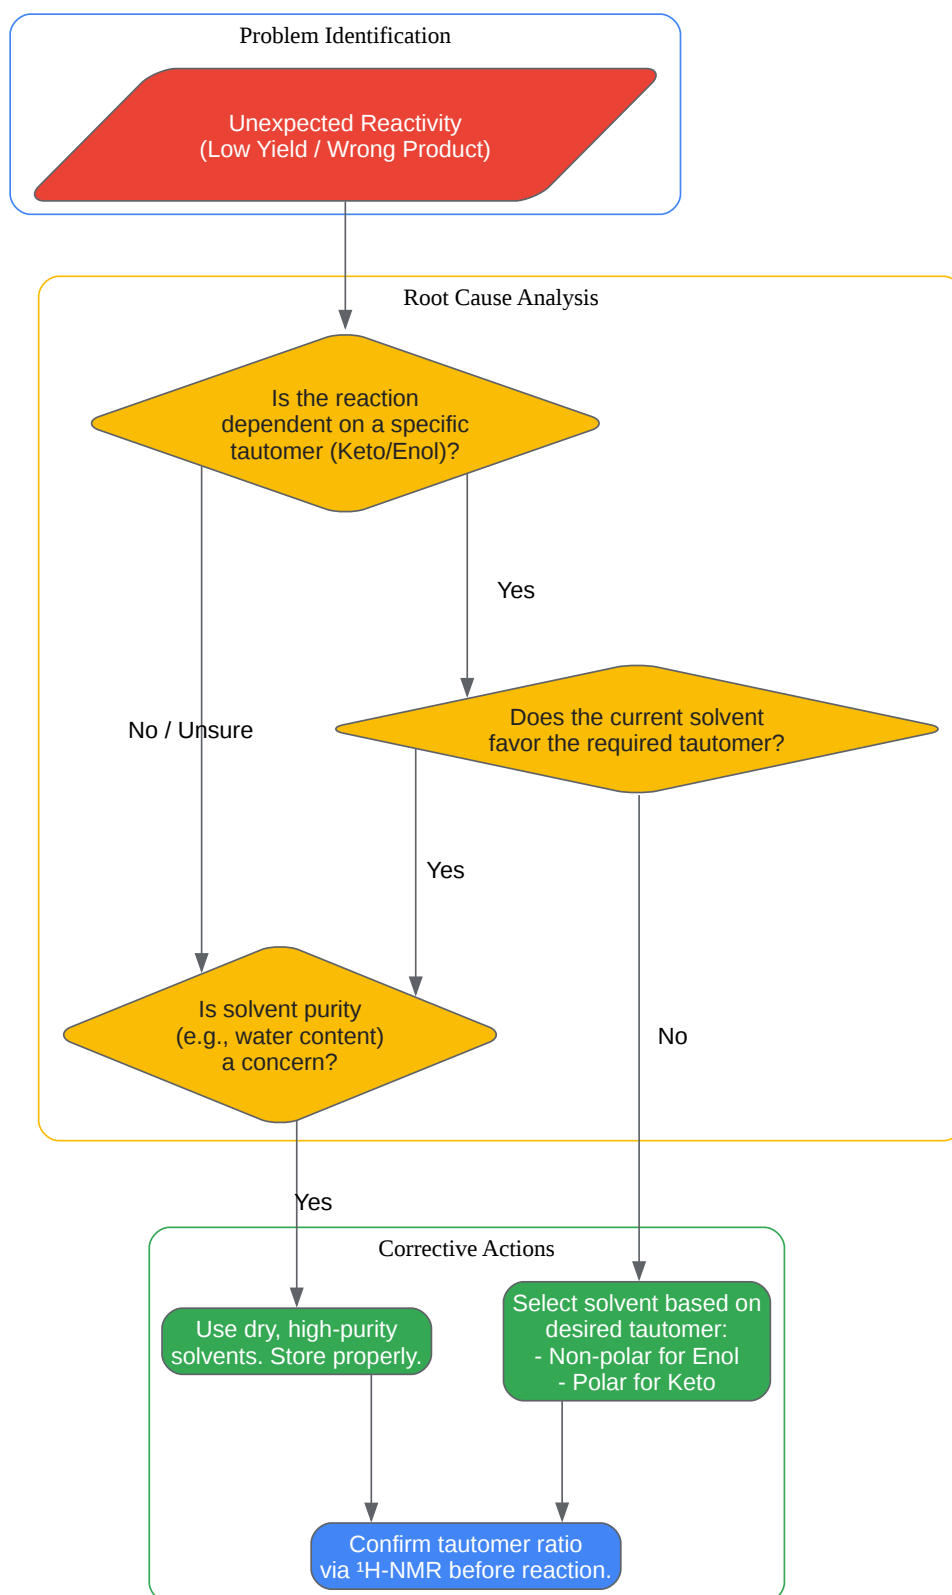 Problem Identification
Unexpected Reactivity
(Low Yield / Wrong Product)
Root Cause Analysis
Is the reaction
dependent on a specific
tautomer (Keto/Enol)?
Yes
No / Unsure
Does the current solvent
favor the required tautomer?
Yes
Is solvent purity
(e.g., water content)
a concern?
No
Yes
Corrective Actions
Use dry, high-purity
solvents. Store properly.
Select solvent based on
desired tautomer:
- Non-polar for Enol
- Polar for Keto
Confirm tautomer ratio
via ¹H-NMR before reaction.